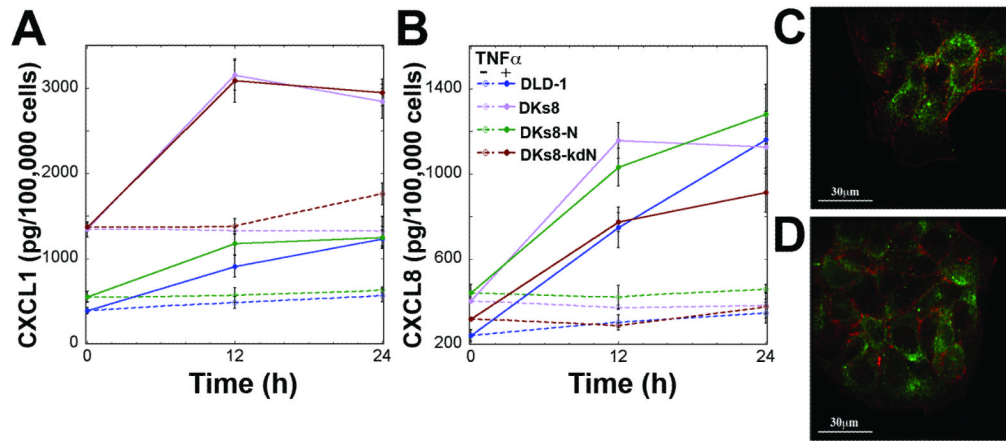 A
CXCL1 (pg/100,000 cells)
3000
2000
1000
0
0
12
24
Time (h)
B
CXCL8 (pg/100,000 cells)
1400
1000
600
200
TNFα
- +
DLD-1
DKs8
DKs8-N
DKs8-kdN
0
12
24
Time (h)
C
30μm
D
30μm